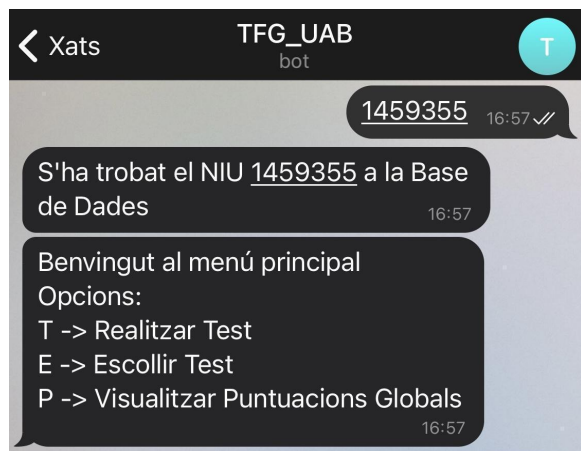 Xats
TFG_UAB
bot
T
1459355
16:57
S'ha trobat el NIU 1459355 a la Base
de Dades
16:57
Benvingut al menú principal
Opcions:
T -> Realitzar Test
E -> Escollir Test
P -> Visualitzar Puntuacions Globals
16:57